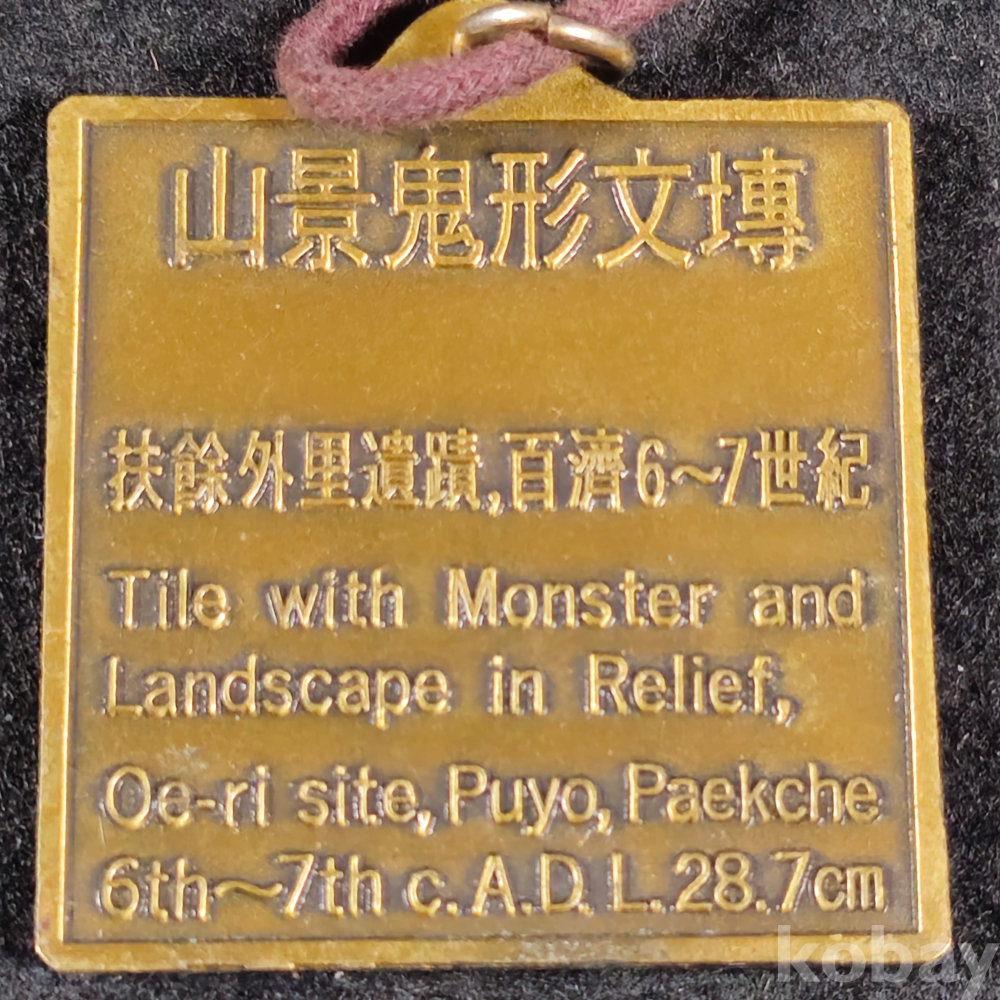 山景鬼形文塼
扶餘外里遺蹟,百濟6~7世紀
Tile with Monster and
Landscape in Relief,
Oe-ri site, Puyo, Paekche
6th~7th c. A.D. L.28.7cm
kobay